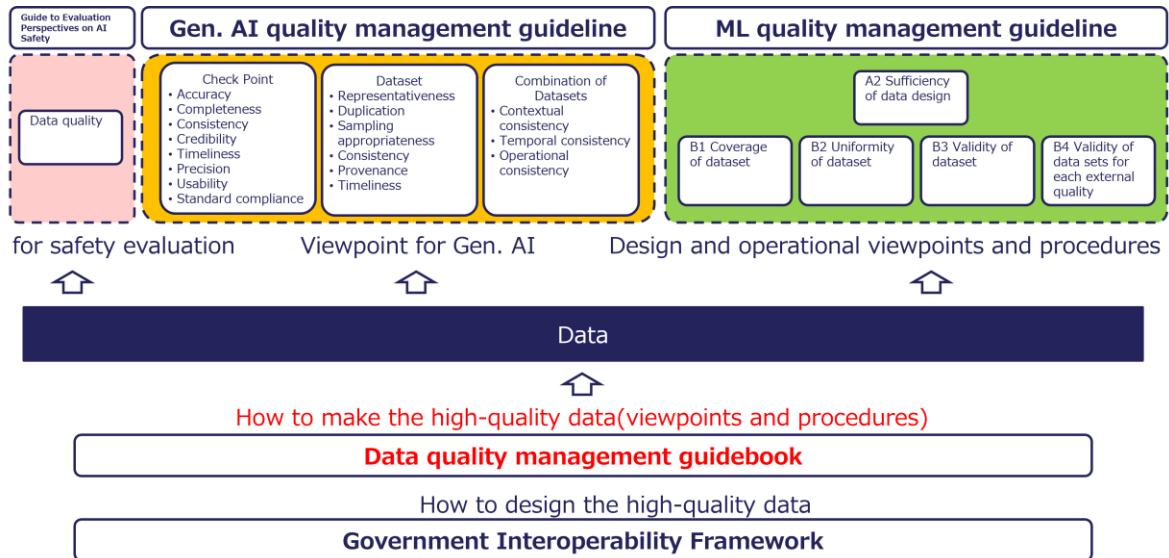 Guide to Evaluation
Perspectives on AI
Safety
Gen. AI quality management guideline
ML quality management guideline
Data quality
Check Point
• Accuracy
• Completeness
• Consistency
• Credibility
• Timeliness
• Precision
• Usability
• Standard compliance
Dataset
• Representativeness
• Duplication
• Sampling
appropriateness
• Consistency
• Provenance
• Timeliness
Combination of
Datasets
• Contextual
consistency
• Temporal consistency
• Operational
consistency
A2 Sufficiency
of data design
B1 Coverage
of dataset
B2 Uniformity
of dataset
B3 Validity of
dataset
B4 Validity of
data sets for
each external
quality
for safety evaluation
Viewpoint for Gen. AI
Design and operational viewpoints and procedures
Data
How to make the high-quality data(viewpoints and procedures)
Data quality management guidebook
How to design the high-quality data
Government Interoperability Framework